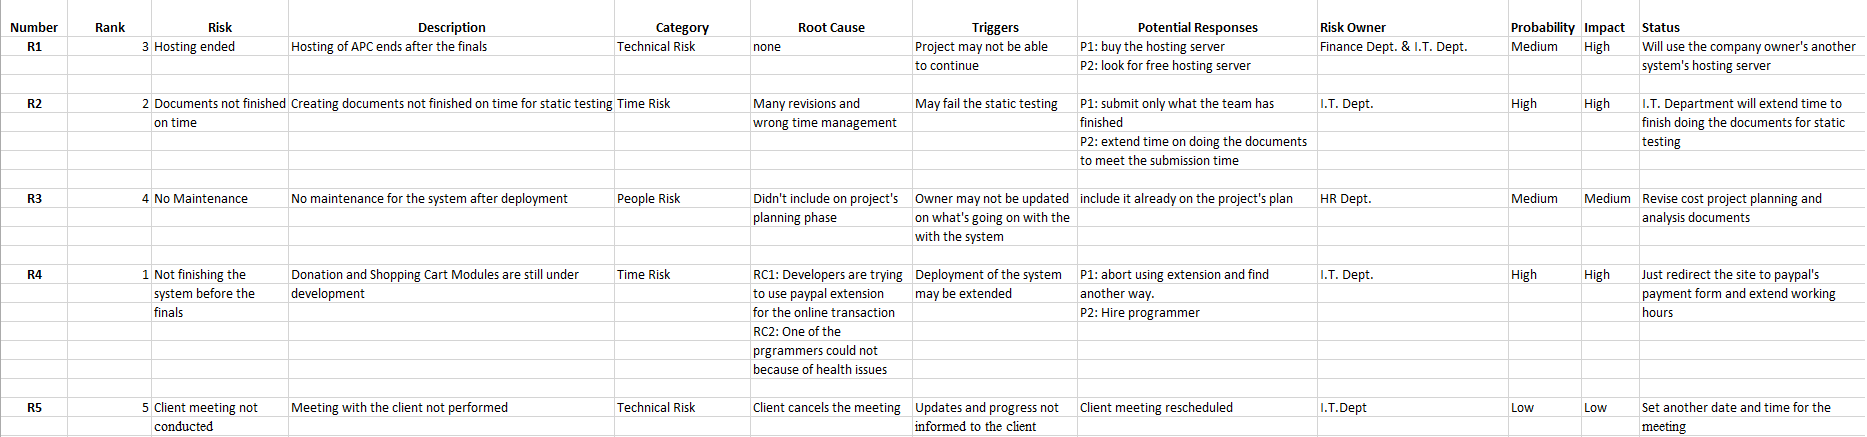 Number Rank Risk Description Category Root Cause Triggers Potential Responses Risk Owner Probability Impact Status
R1 3 Hosting ended Hosting of APC ends after the finals Technical Risk none Project may not be able P1: buy the hosting server Finance Dept. & I.T. Dept. Medium High Will use the company owner's another
to continue P2: look for free hosting server system's hosting server
R2 2 Documents not finished Creating documents not finished on time for static testing Time Risk Many revisions and May fail the static testing P1: submit only what the team has I.T. Dept. High High I.T. Department will extend time to
on time wrong time management finished finish doing the documents for static
P2: extend time on doing the documents testing
to meet the submission time
R3 4 No Maintenance No maintenance for the system after deployment People Risk Didn't include on project's Owner may not be updated include it already on the project's plan HR Dept. Medium Medium Revise cost project planning and
planning phase on what's going on with the analysis documents
with the system
R4 1 Not finishing the Donation and Shopping Cart Modules are still under Time Risk RC1: Developers are trying Deployment of the system P1: abort using extension and find I.T. Dept. High High Just redirect the site to paypal's
system before the development to use paypal extension may be extended another way. payment form and extend working
finals for the online transaction P2: Hire programmer hours
RC2: One of the
prgrammers could not
because of health issues
R5 5 Client meeting not Meeting with the client not performed Technical Risk Client cancels the meeting Updates and progress not Client meeting rescheduled I.T.Dept Low Low Set another date and time for the
conducted informed to the client meeting